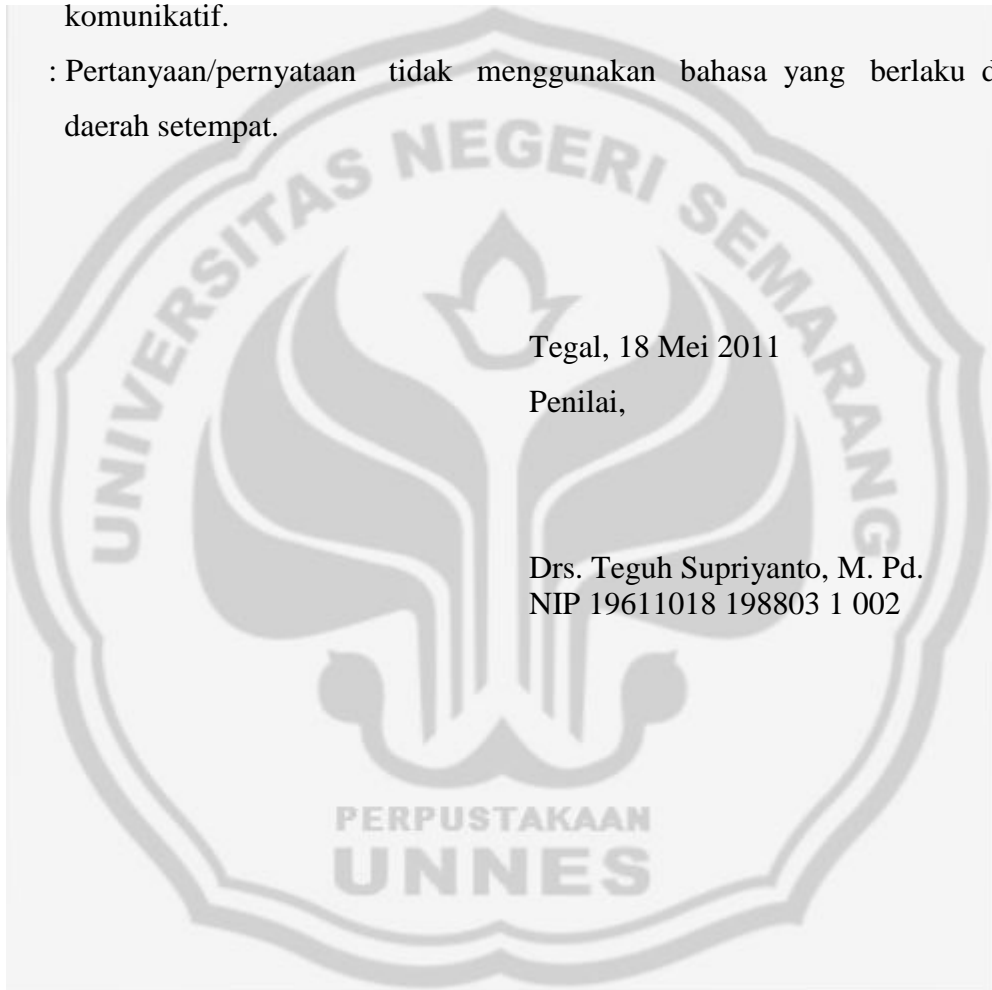 komunikatif.
: Pertanyaan/pernyataan tidak menggunakan bahasa yang berlaku d
daerah setempat.
UNIVERSITAS NEGERI SEMARANG
Tegal, 18 Mei 2011
Penilai,
Drs. Teguh Supriyanto, M. Pd.
NIP 19611018 198803 1 002
PERPUSTAKAAN
UNNES